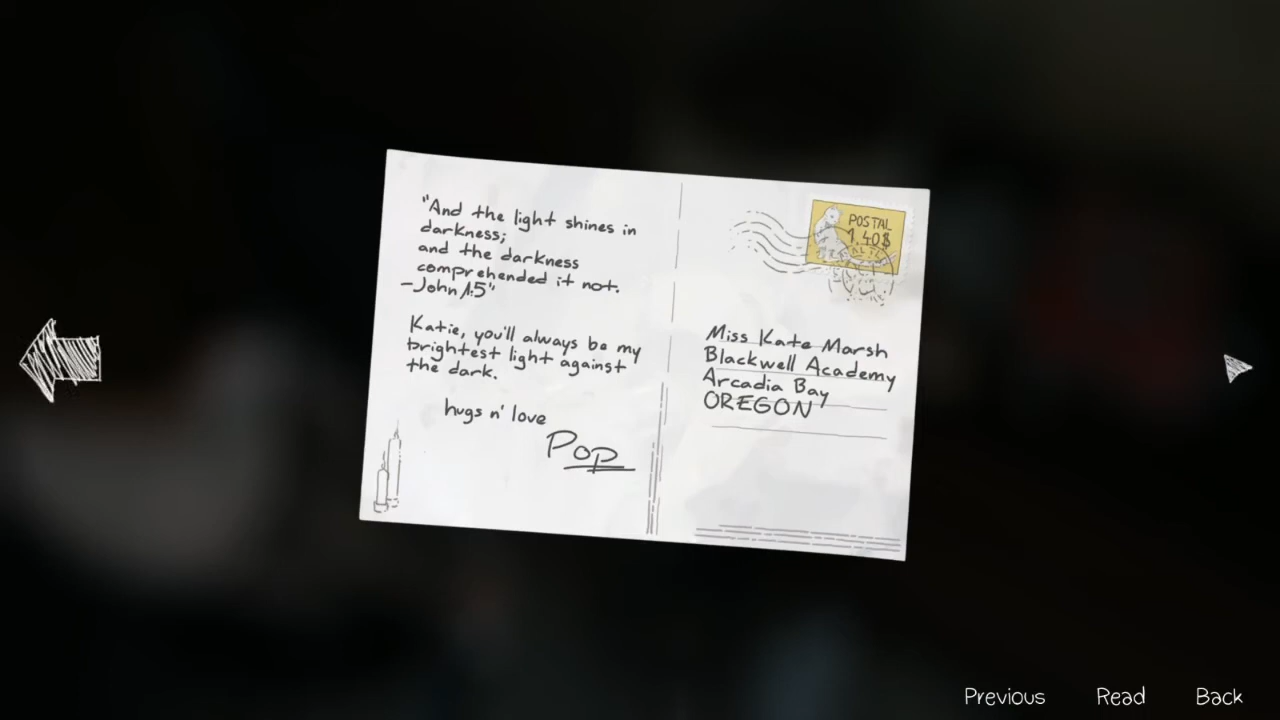 "And the light shines in
darkness;
and the darkness
comprehended it not.
-John 1:5"
Katie, you'll always be my
brightest light against
the dark.
hugs n' love
Pop
POSTAL
1.40$
Miss Kate Marsh
Blackwell Academy
Arcadia Bay
OREGON
Previous Read Back